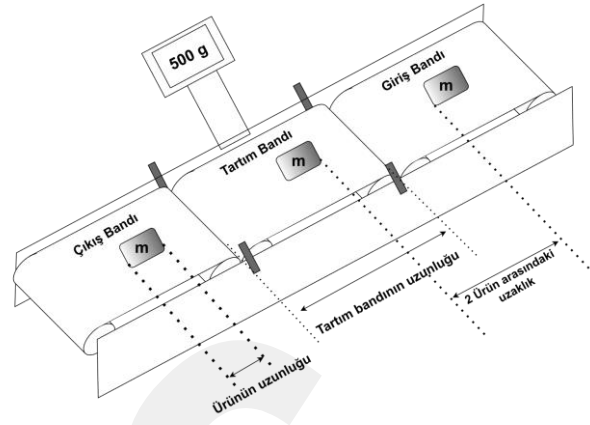 500 g
Giriş Bandı
m
Tartım Bandı
m
Çıkış Bandı
m
2 Ürün arasındaki
uzaklık
Tartım bandının uzunluğu
Ürünün uzunluğu